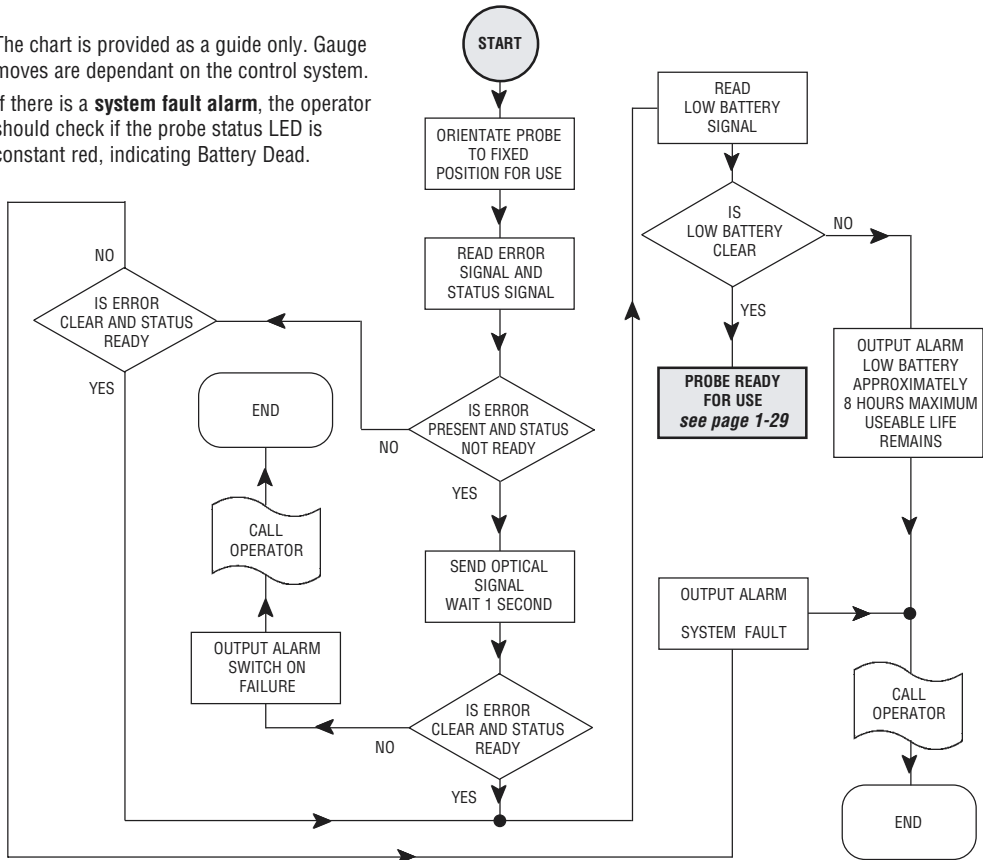 The chart is provided as a guide only. Gauge
moves are dependant on the control system.
If there is a system fault alarm, the operator
should check if the probe status LED is
constant red, indicating Battery Dead.
START
ORIENTATE PROBE
TO FIXED
POSITION FOR USE
READ ERROR
SIGNAL AND
STATUS SIGNAL
IS ERROR
PRESENT AND STATUS
NOT READY
NO
YES
IS ERROR
CLEAR AND STATUS
READY
NO
YES
SEND OPTICAL
SIGNAL
WAIT 1 SECOND
IS ERROR
CLEAR AND STATUS
READY
NO
YES
OUTPUT ALARM
SWITCH ON
FAILURE
CALL
OPERATOR
END
READ
LOW BATTERY
SIGNAL
IS
LOW BATTERY
CLEAR
NO
YES
PROBE READY
FOR USE
see page 1-29
OUTPUT ALARM
LOW BATTERY
APPROXIMATELY
8 HOURS MAXIMUM
USEABLE LIFE
REMAINS
OUTPUT ALARM
SYSTEM FAULT
CALL
OPERATOR
END